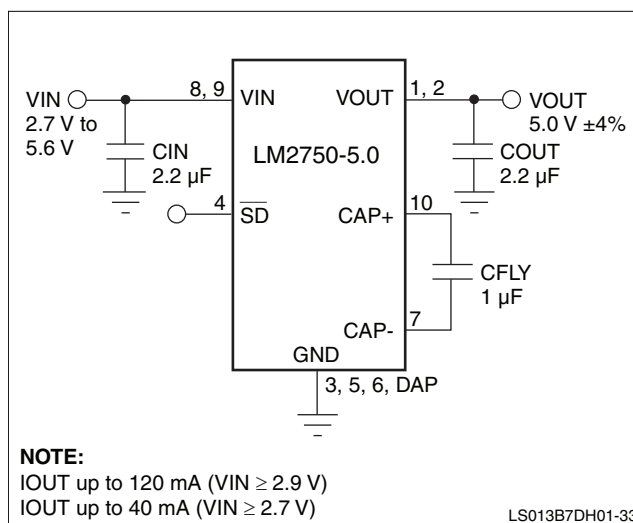 VIN
2.7 V to
5.6 V
8, 9
VIN
VOUT
1, 2
VOUT
5.0 V ±4%
CIN
2.2 µF
LM2750-5.0
COUT
2.2 µF
4
SD
CAP+
10
CFLY
1 µF
CAP-
7
GND
3, 5, 6, DAP
NOTE:
IOUT up to 120 mA (VIN ≥ 2.9 V)
IOUT up to 40 mA (VIN ≥ 2.7 V)
LS013B7DH01-33